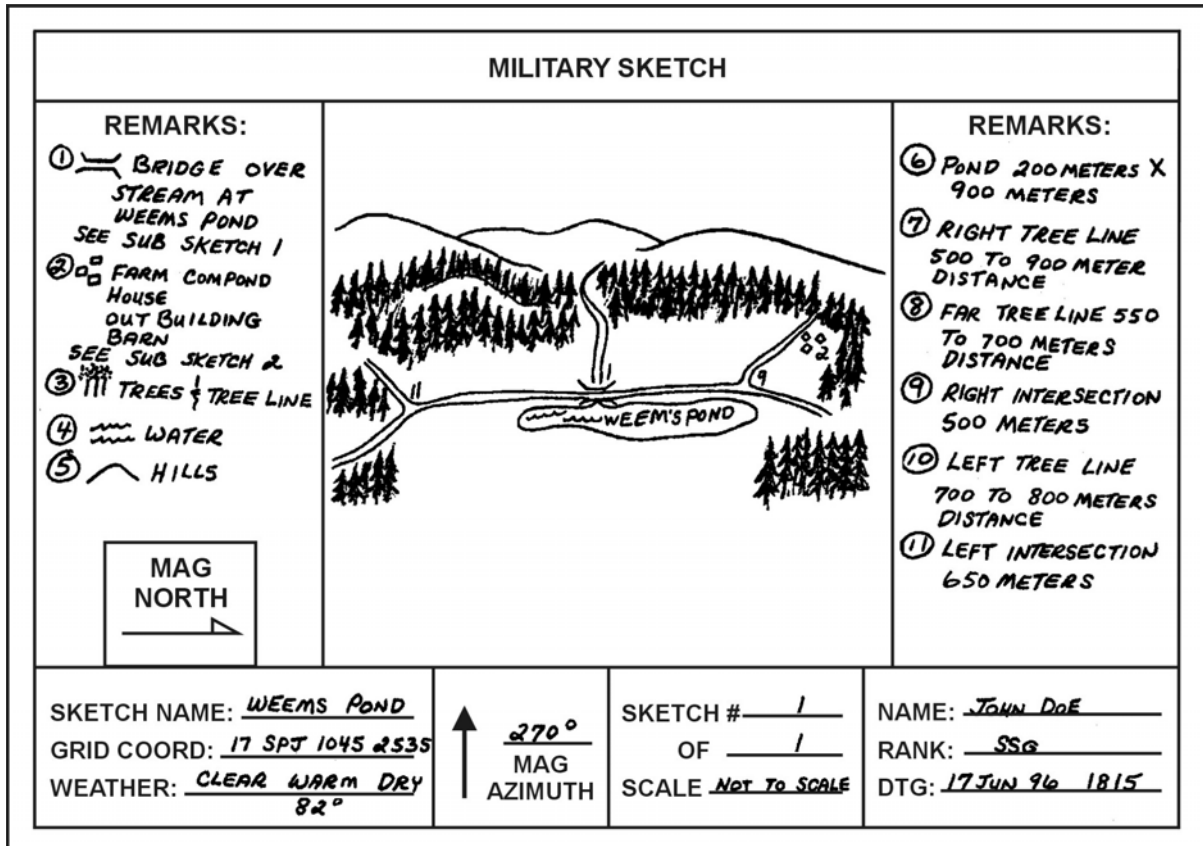 MILITARY SKETCH
REMARKS:
① BRIDGE OVER
STREAM AT
WEEMS POND
SEE SUB SKETCH 1
② FARM COMPOND
HOUSE
OUT BUILDING
BARN
SEE SUB SKETCH 2
③ TREES & TREE LINE
④ WATER
⑤ HILLS
MAG
NORTH
11
1
2
9
WEEM'S POND
REMARKS:
⑥ POND 200 METERS X
900 METERS
⑦ RIGHT TREE LINE
500 TO 900 METER
DISTANCE
⑧ FAR TREE LINE 550
TO 700 METERS
DISTANCE
⑨ RIGHT INTERSECTION
500 METERS
⑩ LEFT TREE LINE
700 TO 800 METERS
DISTANCE
⑪ LEFT INTERSECTION
650 METERS
SKETCH NAME: WEEMS POND
GRID COORD: 17 SPJ 1045 2535
WEATHER: CLEAR WARM DRY
82°
270°
MAG
AZIMUTH
SKETCH # 1
OF 1
SCALE NOT TO SCALE
NAME: JOHN DOE
RANK: SSG
DTG: 17 JUN 96 1815